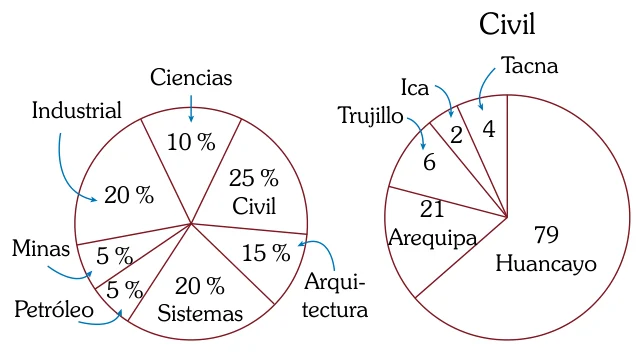 Civil
Ciencias
Industrial
10 %
25 %
Civil
20 %
15 %
Minas
5 %
5 %
Petróleo
20 %
Sistemas
Arqui-
tectura
Tacna
Ica
Trujillo
2
4
6
21
Arequipa
79
Huancayo